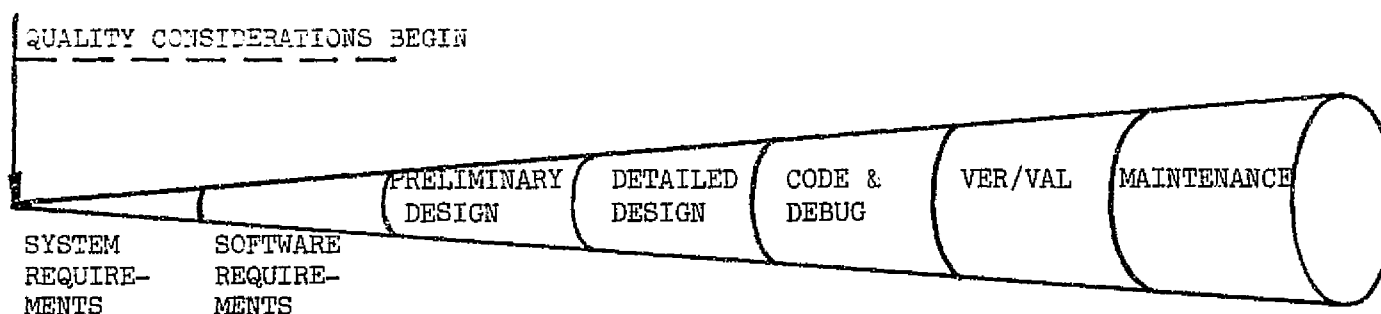 QUALITY CONSIDERATIONS BEGIN
PRELIMINARY
DESIGN
DETAILED
DESIGN
CODE &
DEBUG
VER/VAL
MAINTENANCE
SYSTEM
REQUIRE-
MENTS
SOFTWARE
REQUIRE-
MENTS